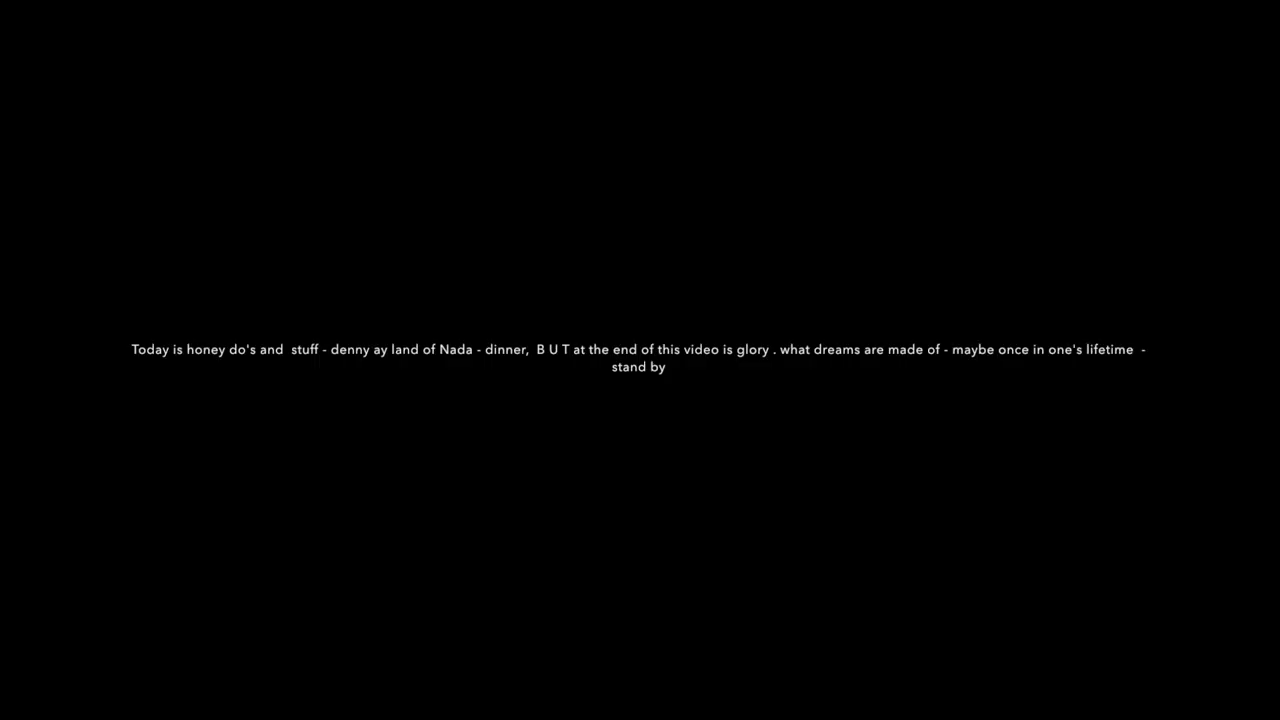 Today is honey do's and  stuff - denny ay land of Nada - dinner,  B U T at the end of this video is glory . what dreams are made of - maybe once in one's lifetime  -
stand by